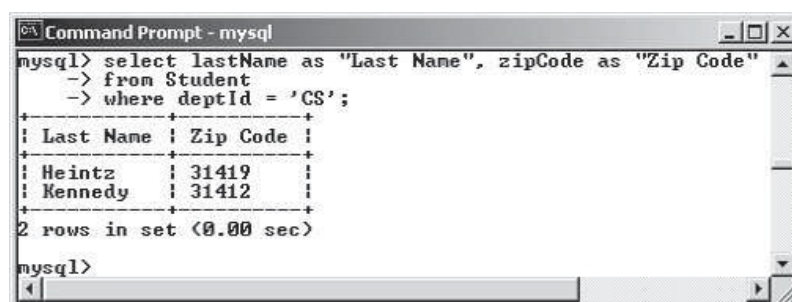 Command Prompt - mysql
mysql> select lastName as "Last Name", zipCode as "Zip Code"
    -> from Student
    -> where deptId = 'CS';
+-----------+----------+
| Last Name | Zip Code |
+-----------+----------+
| Heintz    | 31419    |
| Kennedy   | 31412    |
+-----------+----------+
2 rows in set (0.00 sec)
mysql>